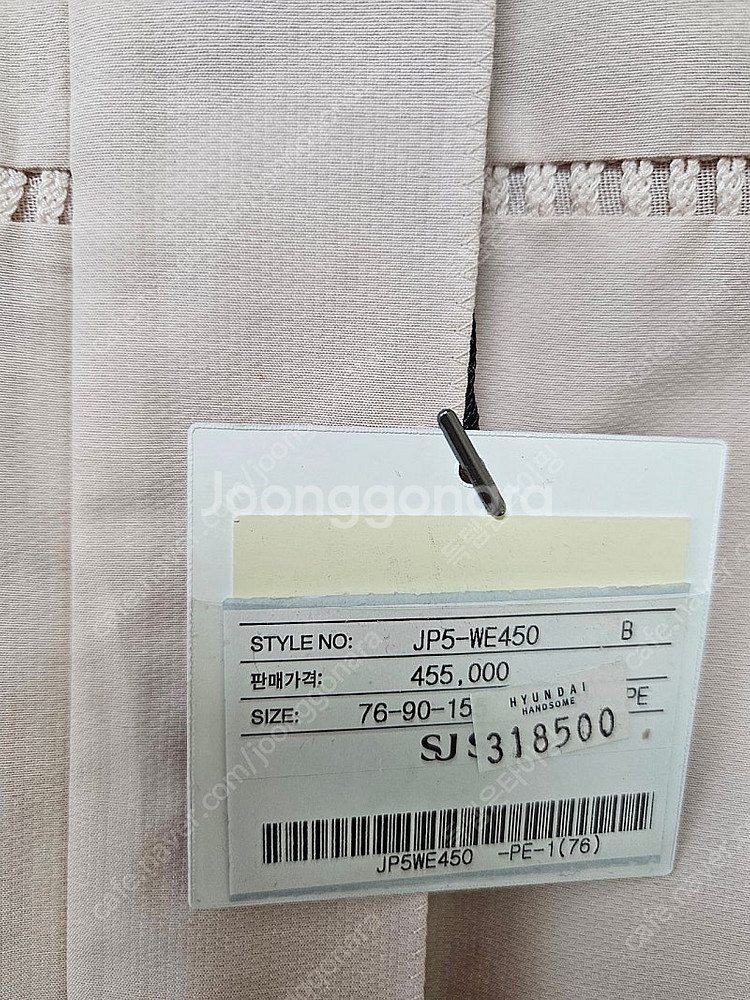 Joonggonara
STYLE NO: JP5-WE450 B
판매가격: 455,000
SIZE: 76-90-15 PE
HYUNDAI
HANDSOME
SJ S
318500
JP5WE450 -PE-1(76)